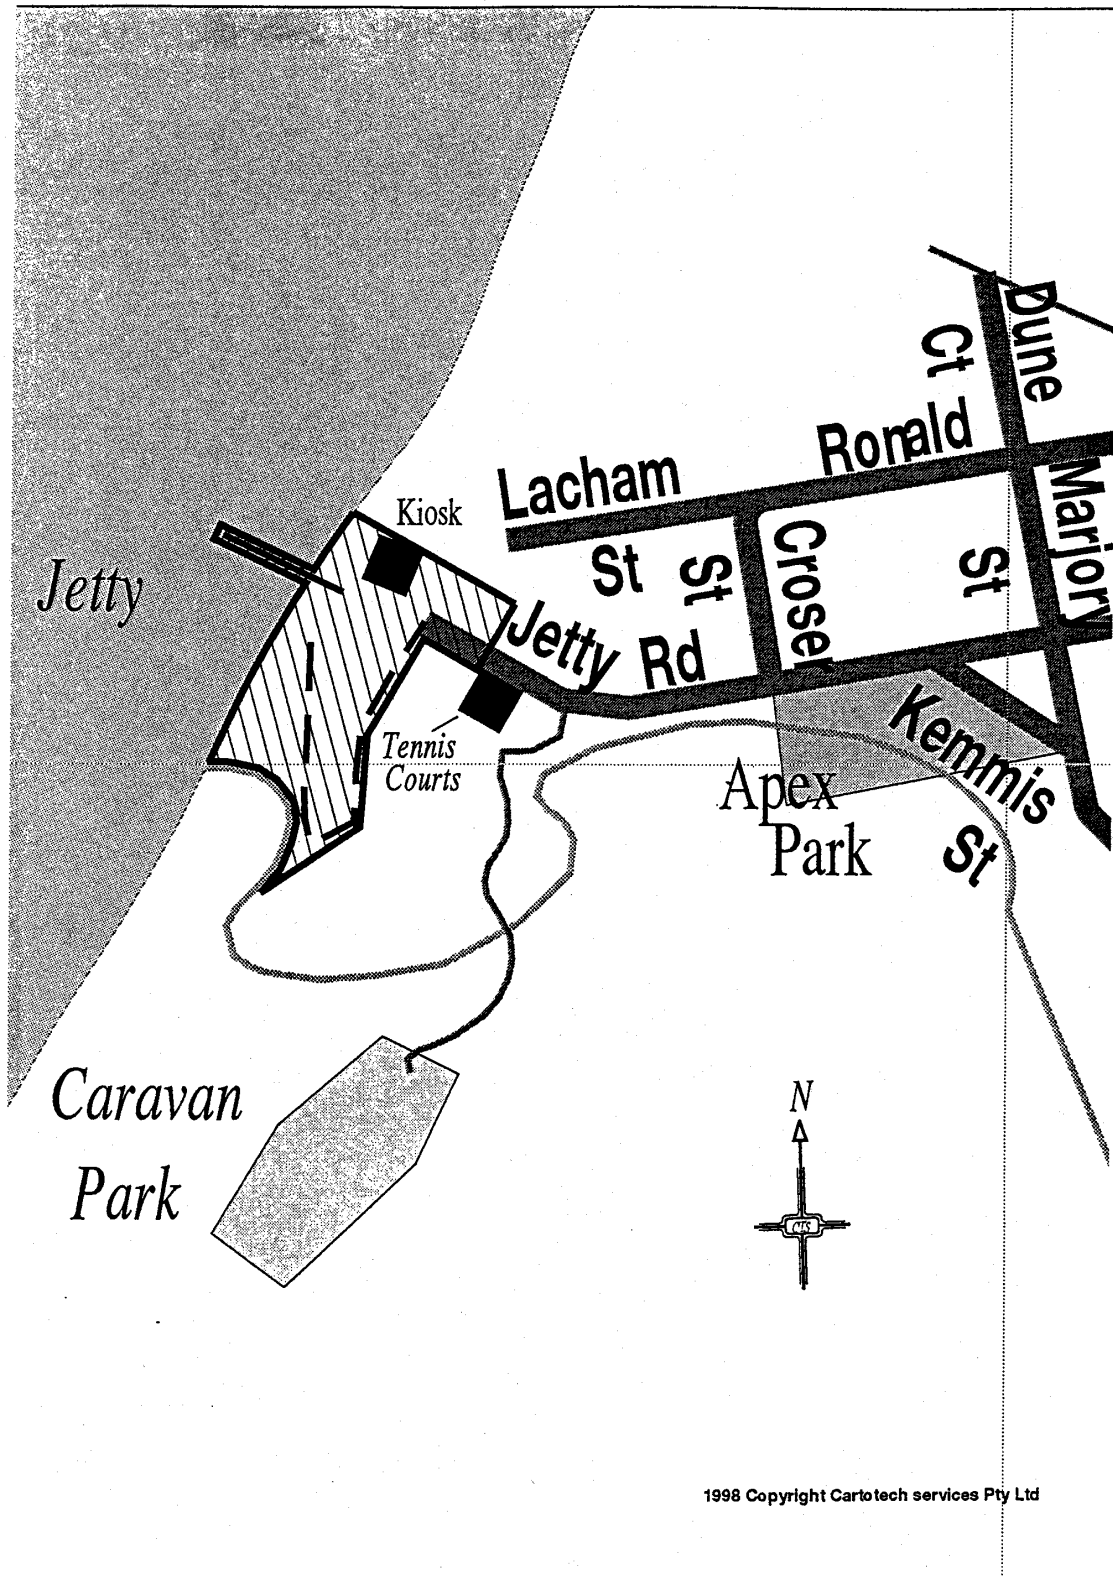 Dune
Ct
Ronald
St
Lacham
St
Kiosk
Marjory
St
Croser
St
Jetty
Jetty
Rd
Kemmis
St
Tennis
Courts
Apex
Park
Caravan
Park
N
CTS
1998 Copyright Cartotech services Pty Ltd